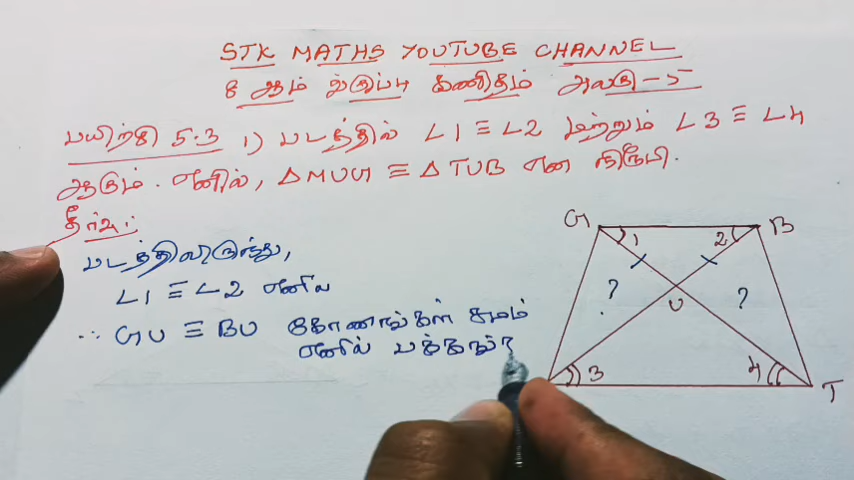 STK MATHS YOUTUBE CHANNEL
8 ஆம் வகுப்பு கணிதம் அலகு - 5
பயிற்சி 5.3 1) படத்தில் ∠1 ≡ ∠2 மற்றும் ∠3 ≡ ∠4
ஆகும். எனில், ΔMUG ≡ ΔTUB என நிரூபி.
தீர்வு:
படத்திலிருந்து,
∠1 ≡ ∠2 எனில்
∴ GU ≡ BU கோணங்கள் சமம்
எனில் பக்கங்
G
B
1
2
?
U
?
3
4
T